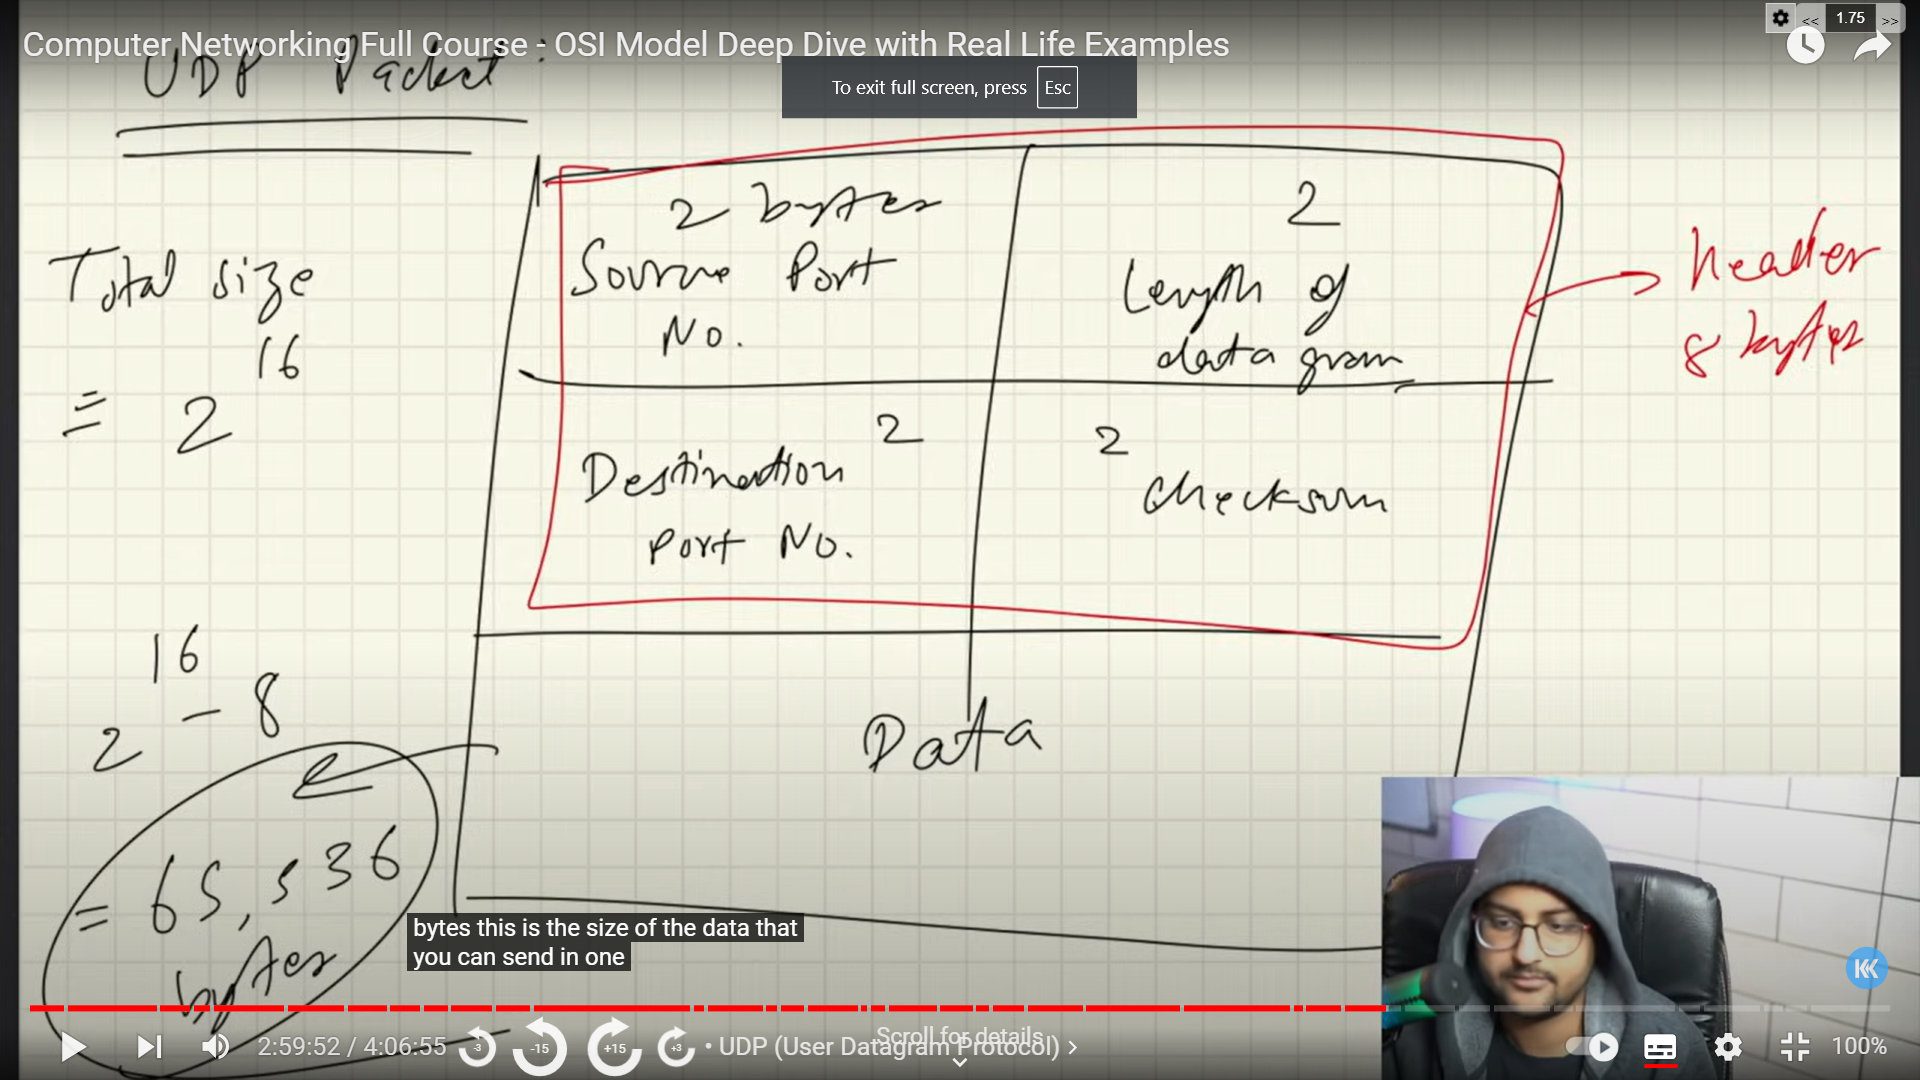 Computer Networking Full Course - OSI Model Deep Dive with Real Life Examples
<< 1.75 >>
To exit full screen, press Esc
UDP Packet:
Total size
= 2^16
2^16 - 8
= 65,536
bytes
2 bytes
Source Port
No.
2
Length of
data gram
2
Destination
Port No.
2
Checksum
Data
header
8 bytes
bytes this is the size of the data that
you can send in one
2:59:52 / 4:06:55
-3
-15
+15
+3
• UDP (User Datagram Protocol) >
Scroll for details
100%